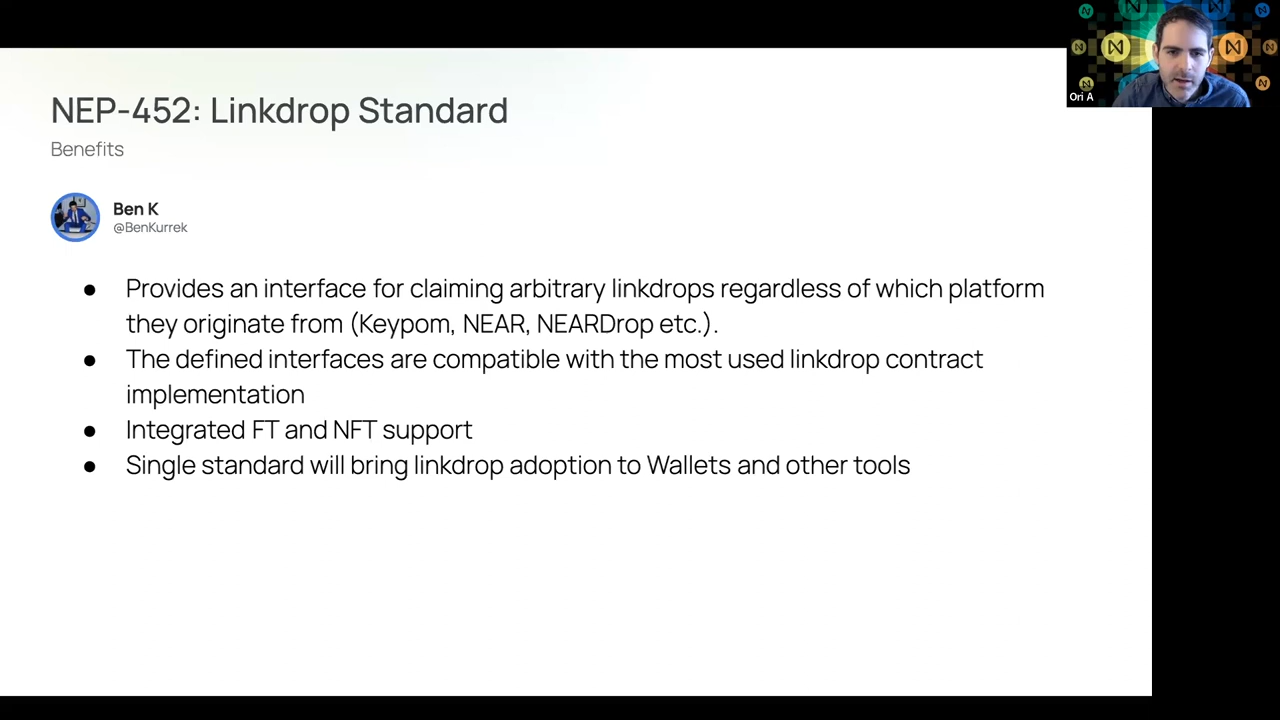 NEP-452: Linkdrop Standard
Benefits
Ben K
@BenKurrek
● Provides an interface for claiming arbitrary linkdrops regardless of which platform
they originate from (Keypom, NEAR, NEARDrop etc.).
● The defined interfaces are compatible with the most used linkdrop contract
implementation
● Integrated FT and NFT support
● Single standard will bring linkdrop adoption to Wallets and other tools
Ori A